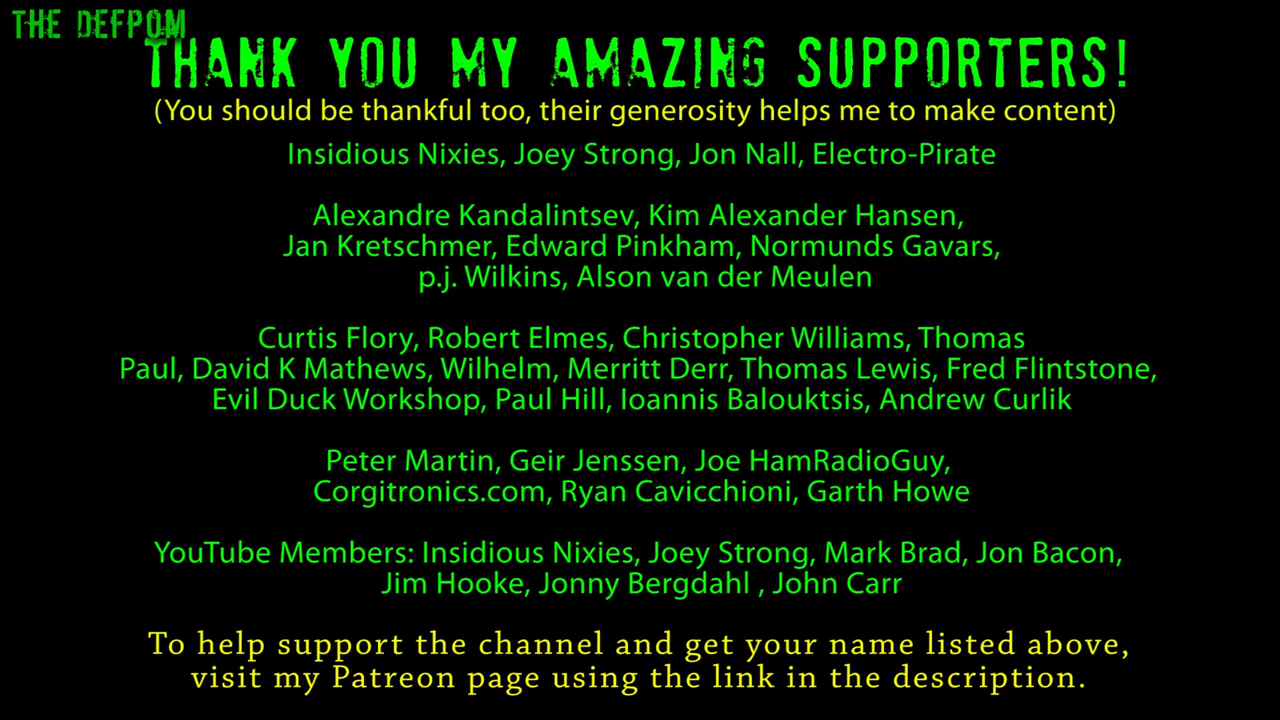 THE DEFPOM
THANK YOU MY AMAZING SUPPORTERS!
(You should be thankful too, their generosity helps me to make content)
Insidious Nixies, Joey Strong, Jon Nall, Electro-Pirate
Alexandre Kandalintsev, Kim Alexander Hansen,
Jan Kretschmer, Edward Pinkham, Normunds Gavars,
p.j. Wilkins, Alson van der Meulen
Curtis Flory, Robert Elmes, Christopher Williams, Thomas
Paul, David K Mathews, Wilhelm, Merritt Derr, Thomas Lewis, Fred Flintstone,
Evil Duck Workshop, Paul Hill, Ioannis Balouktsis, Andrew Curlik
Peter Martin, Geir Jenssen, Joe HamRadioGuy,
Corgitronics.com, Ryan Cavicchioni, Garth Howe
YouTube Members: Insidious Nixies, Joey Strong, Mark Brad, Jon Bacon,
Jim Hooke, Jonny Bergdahl , John Carr
To help support the channel and get your name listed above,
visit my Patreon page using the link in the description.